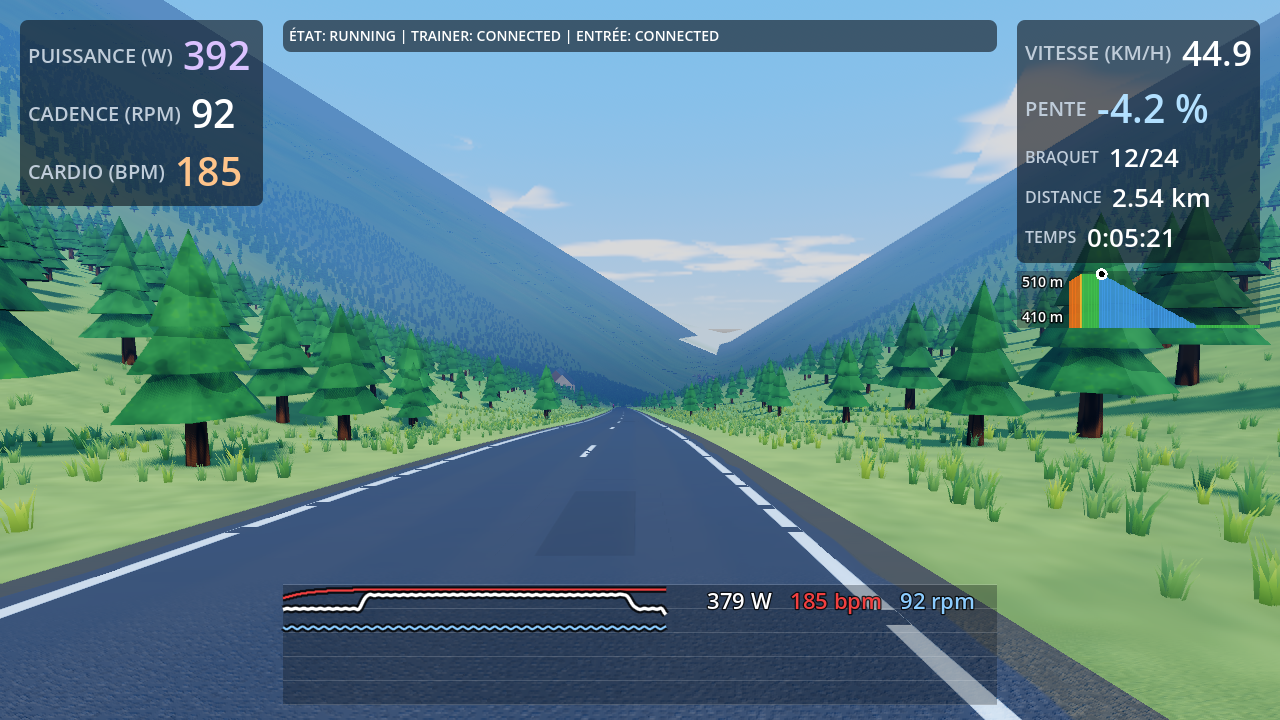 PUISSANCE (W) 392
CADENCE (RPM) 92
CARDIO (BPM) 185
ÉTAT: RUNNING | TRAINER: CONNECTED | ENTRÉE: CONNECTED
VITESSE (KM/H) 44.9
PENTE -4.2 %
BRAQUET 12/24
DISTANCE 2.54 km
TEMPS 0:05:21
510 m
410 m
379 W 185 bpm 92 rpm